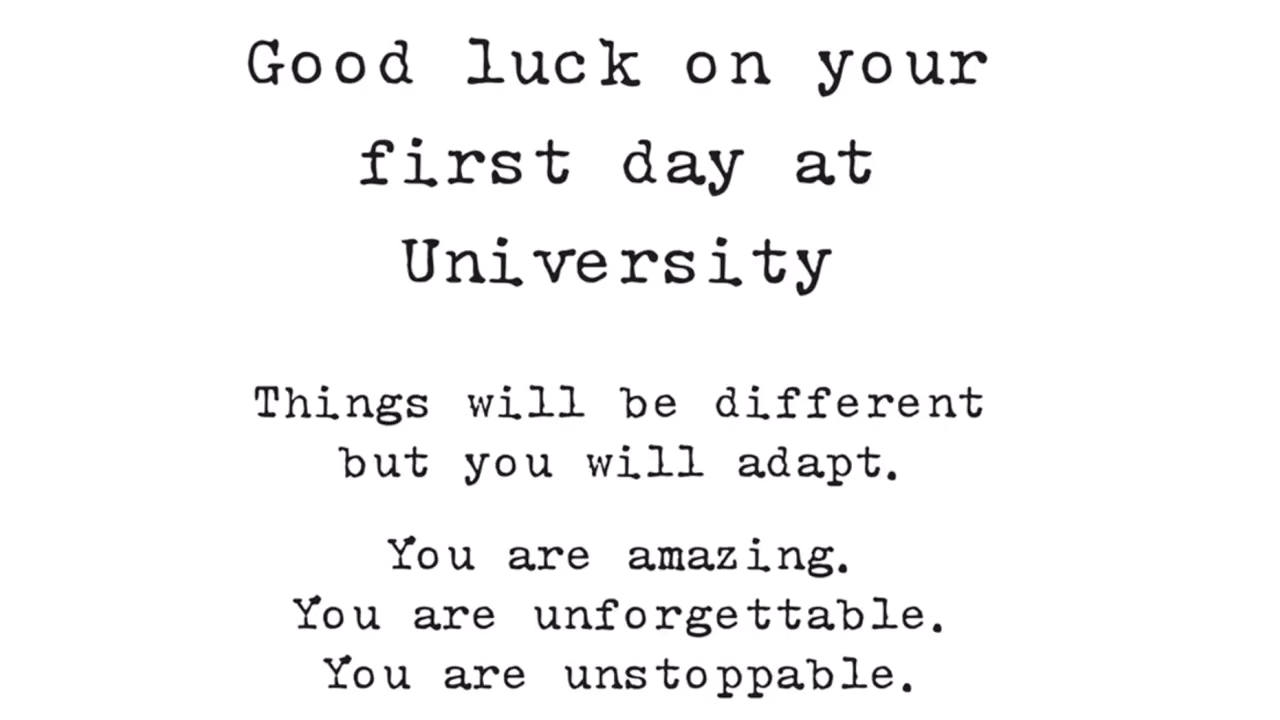 Good luck on your
first day at
University
Things will be different
but you will adapt.
You are amazing.
You are unforgettable.
You are unstoppable.